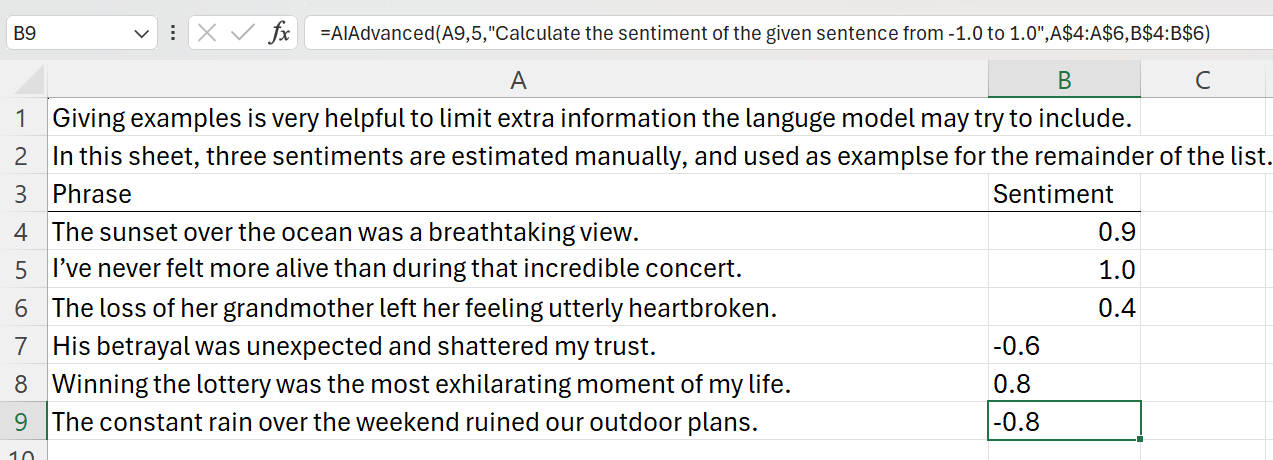 B9 fx =AIAdvanced(A9,5,"Calculate the sentiment of the given sentence from -1.0 to 1.0",A$4:A$6,B$4:B$6)
A B C
1 Giving examples is very helpful to limit extra information the languge model may try to include.
2 In this sheet, three sentiments are estimated manually, and used as examplse for the remainder of the list.
3 Phrase Sentiment
4 The sunset over the ocean was a breathtaking view. 0.9
5 I’ve never felt more alive than during that incredible concert. 1.0
6 The loss of her grandmother left her feeling utterly heartbroken. 0.4
7 His betrayal was unexpected and shattered my trust. -0.6
8 Winning the lottery was the most exhilarating moment of my life. 0.8
9 The constant rain over the weekend ruined our outdoor plans. -0.8
10